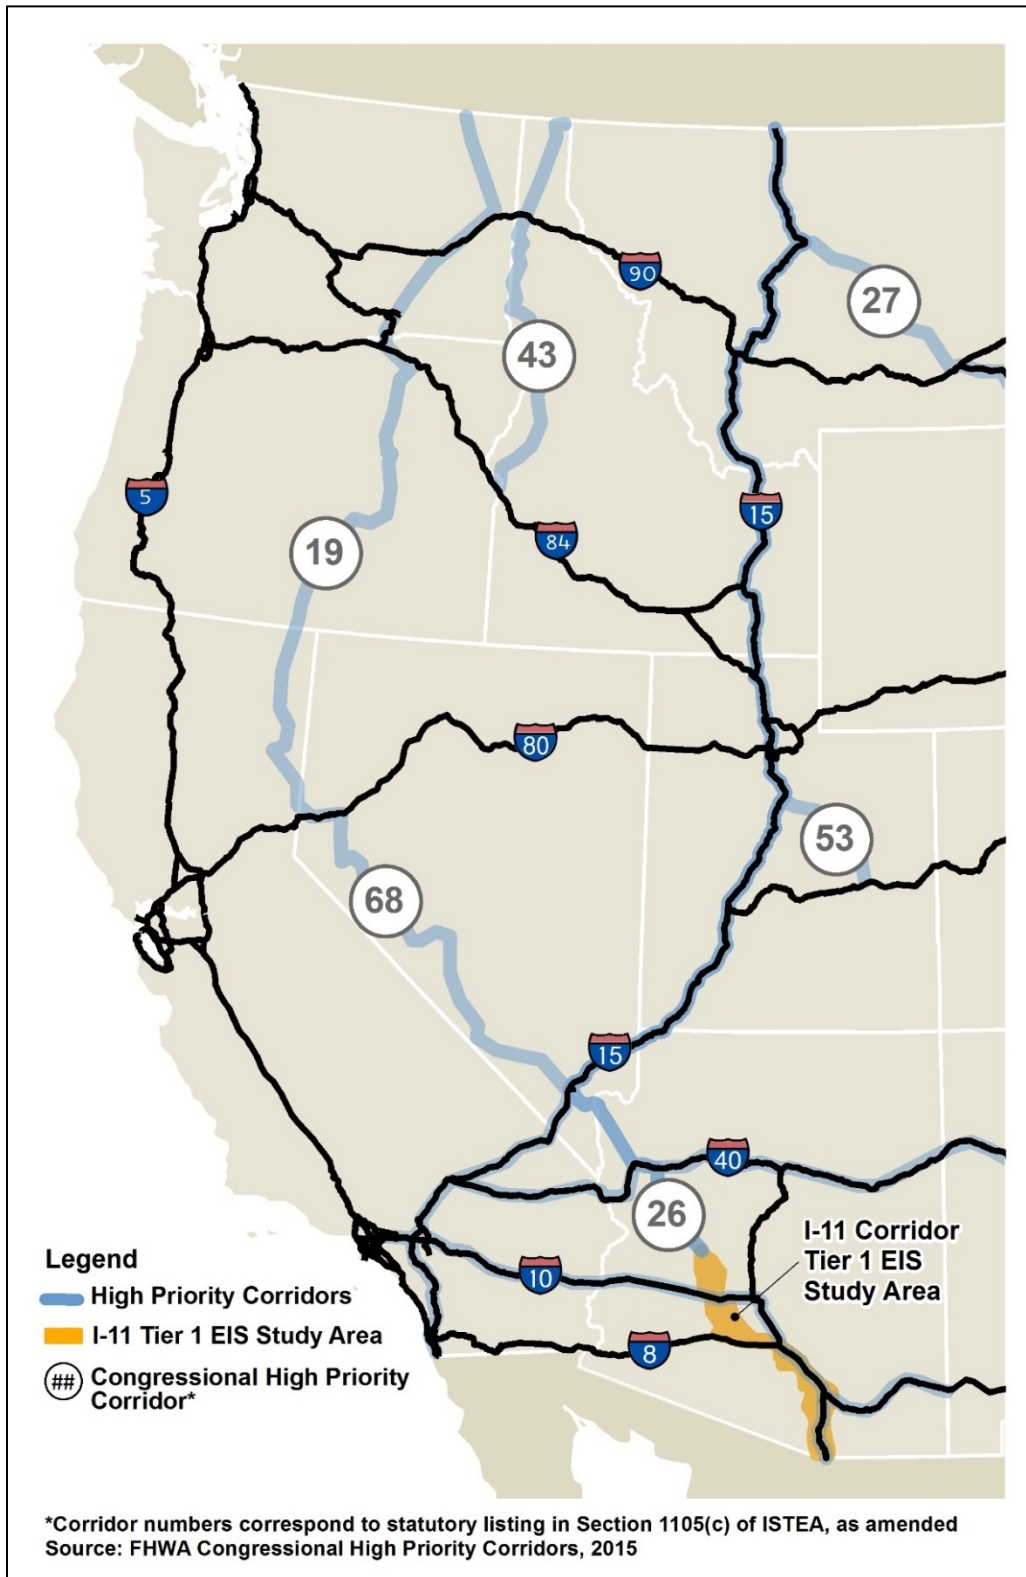 90
27
43
5
15
19
84
80
53
68
15
40
26
I-11 Corridor
Tier 1 EIS
Study Area
10
8
Legend
High Priority Corridors
I-11 Tier 1 EIS Study Area
## Congressional High Priority
Corridor*
*Corridor numbers correspond to statutory listing in Section 1105(c) of ISTEA, as amended
Source: FHWA Congressional High Priority Corridors, 2015